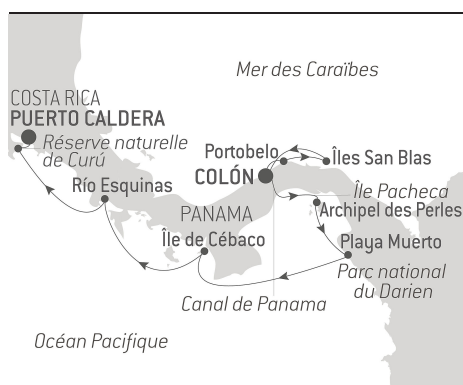 Mer des Caraïbes
COSTA RICA
PUERTO CALDERA
Réserve naturelle
de Curú
Portobelo
Îles San Blas
COLÓN
Río Esquinas
Île Pacheca
Archipel des Perles
PANAMA
Île de Cébaco
Playa Muerto
Parc national
du Darien
Canal de Panama
Océan Pacifique